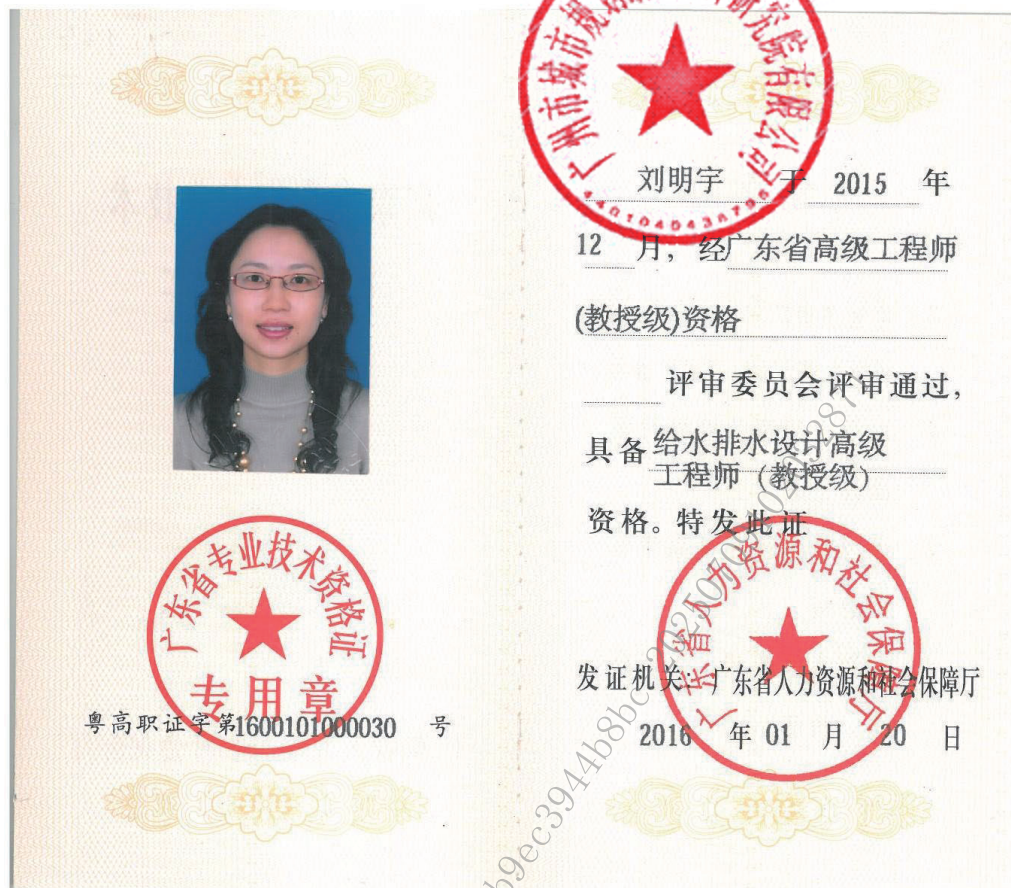 广东省专业技术资格证
专用章
粤高职证字第1600101000030 号
刘明宇 于 2015 年
12 月，经广东省高级工程师
(教授级)资格
评审委员会评审通过，
具备给水排水设计高级
工程师（教授级）
资格。特发此证
广东省人力资源和社会保障厅
发证机关：广东省人力资源和社会保障厅
2016 年 01 月 20 日